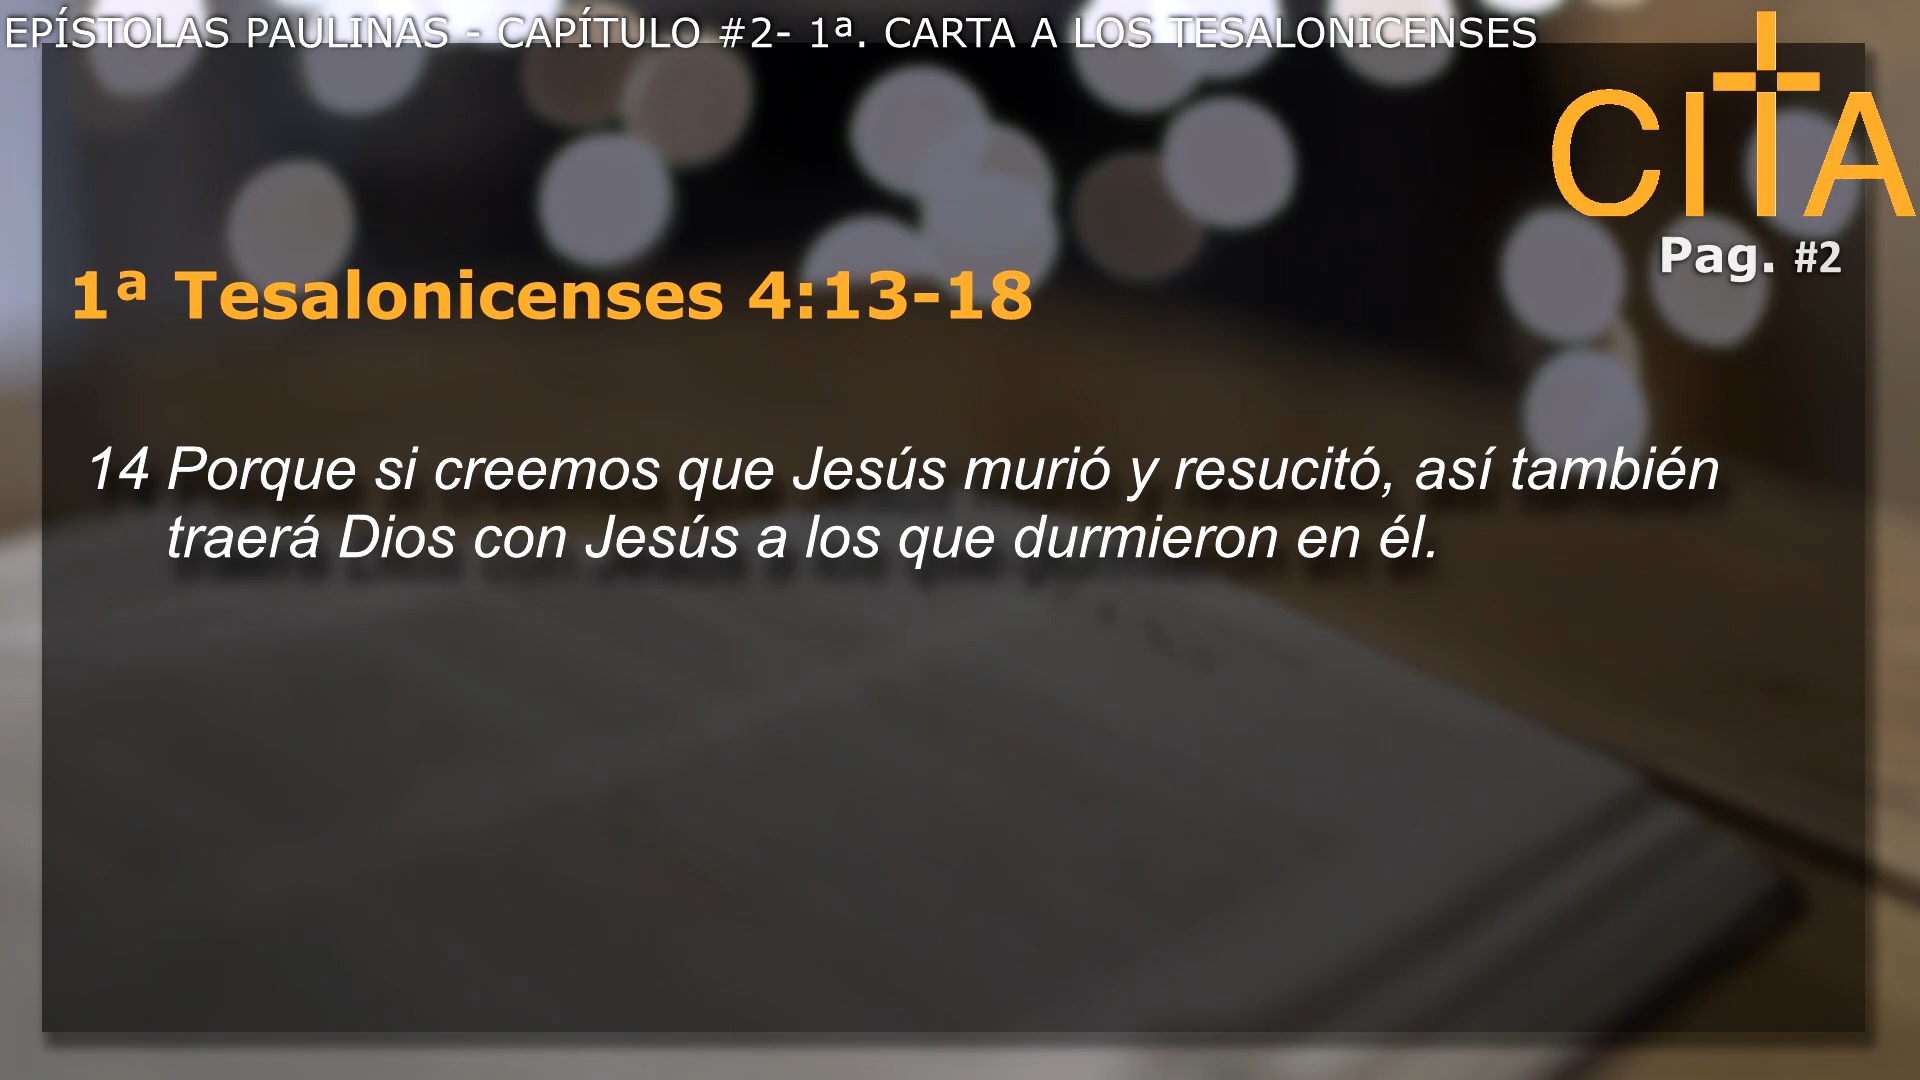 EPÍSTOLAS PAULINAS - CAPÍTULO #2- 1ª. CARTA A LOS TESALONICENSES
CITA
Pag. #2
1ª Tesalonicenses 4:13-18
14 Porque si creemos que Jesús murió y resucitó, así también
traerá Dios con Jesús a los que durmieron en él.